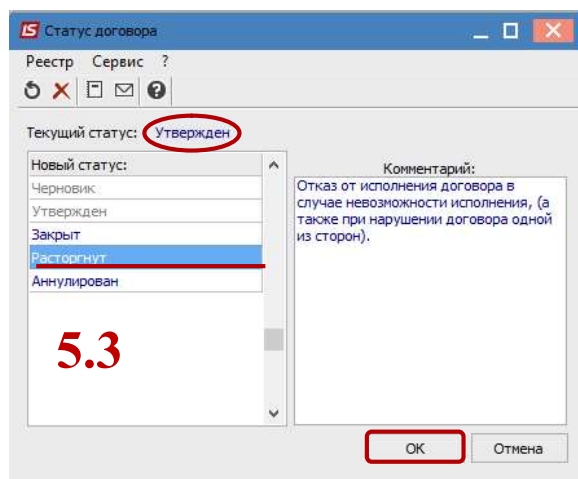 Статус договора
Реестр Сервис ?
Текущий статус: Утвержден
Новый статус:
Черновик
Утвержден
Закрыт
Расторгнут
Аннулирован
5.3
Комментарий:
Отказ от исполнения договора в
случае невозможности исполнения, (а
также при нарушении договора одной
из сторон).
ОК Отмена